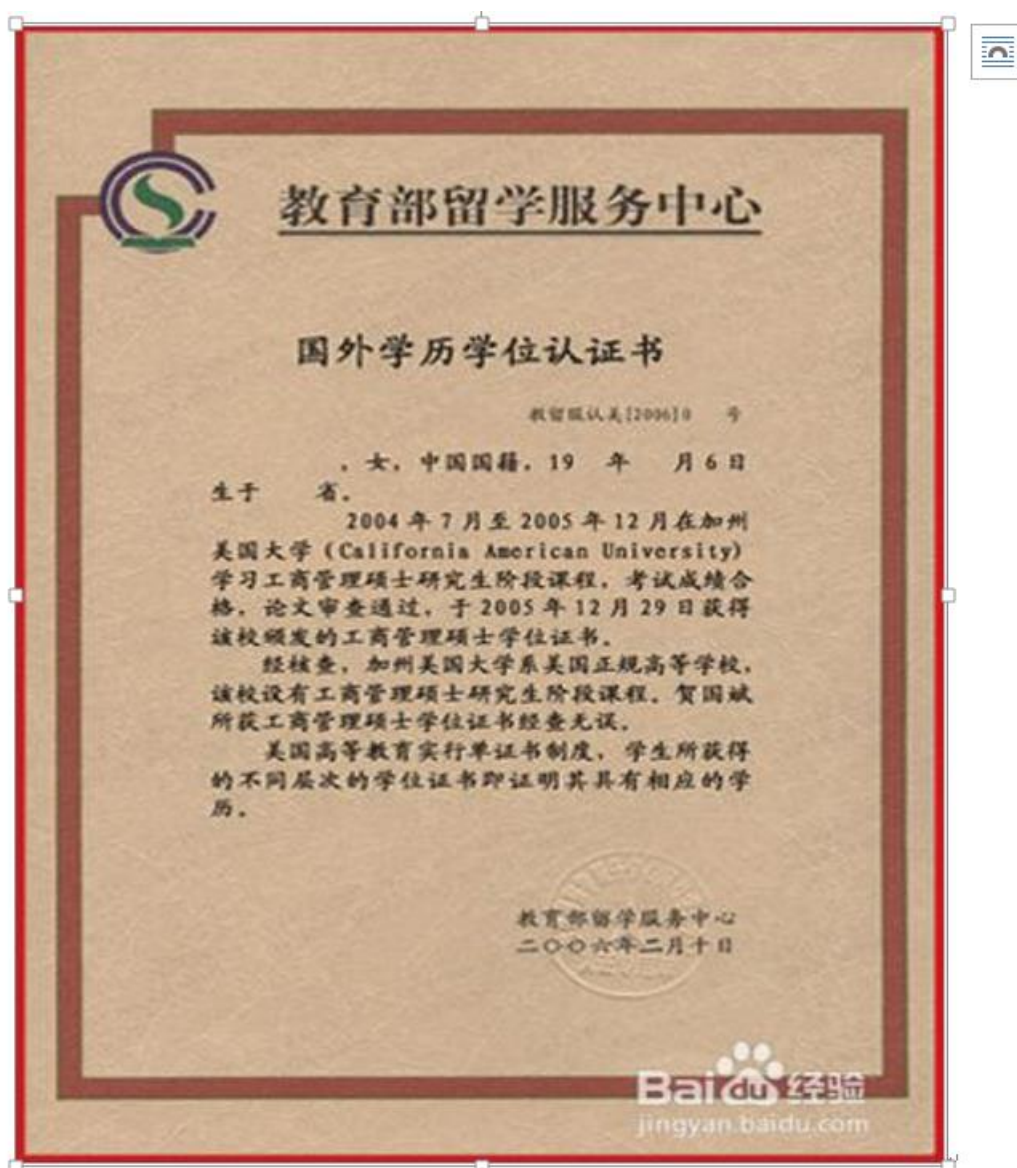 教育部留学服务中心
国外学历学位认证书
教留服认美[2006]0 号
，女，中国国籍，19 年 月6日
生于 省。
2004年7月至2005年12月在加州
美国大学（California American University）
学习工商管理硕士研究生阶段课程，考试成绩合
格，论文审查通过，于2005年12月29日获得
该校颁发的工商管理硕士学位证书。
经核查，加州美国大学系美国正规高等学校，
该校设有工商管理硕士研究生阶段课程。贺国斌
所获工商管理硕士学位证书经查无误。
美国高等教育实行单证书制度，学生所获得
的不同层次的学位证书即证明其具有相应的学
历。
教育部留学服务中心
二〇〇六年二月十日
Baidu 经验
jingyan.baidu.com